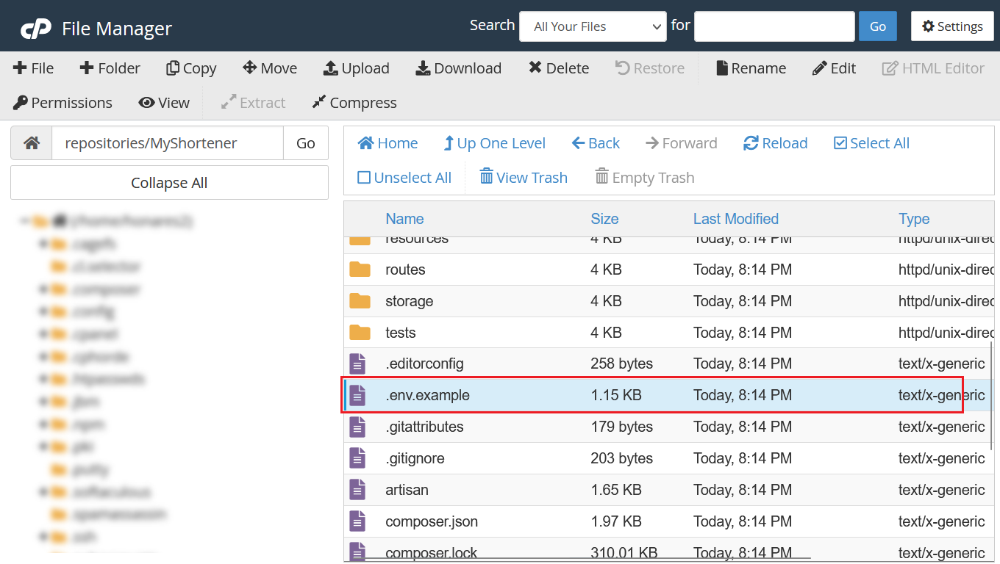 cP File Manager Search All Your Files for Go Settings
File Folder Copy Move Upload Download Delete Restore Rename Edit HTML Editor
Permissions View Extract Compress
repositories/MyShortener Go
Collapse All
Home Up One Level Back Forward Reload Select All
Unselect All View Trash Empty Trash
Name Size Last Modified Type
resources 4 KB Today, 8:14 PM httpd/unix-direc
routes 4 KB Today, 8:14 PM httpd/unix-direc
storage 4 KB Today, 8:14 PM httpd/unix-direc
tests 4 KB Today, 8:14 PM httpd/unix-direc
.editorconfig 258 bytes Today, 8:14 PM text/x-generic
.env.example 1.15 KB Today, 8:14 PM text/x-generic
.gitattributes 179 bytes Today, 8:14 PM text/x-generic
.gitignore 203 bytes Today, 8:14 PM text/x-generic
artisan 1.65 KB Today, 8:14 PM text/x-generic
composer.json 1.97 KB Today, 8:14 PM text/x-generic
composer.lock 310.01 KB Today, 8:14 PM text/x-generic